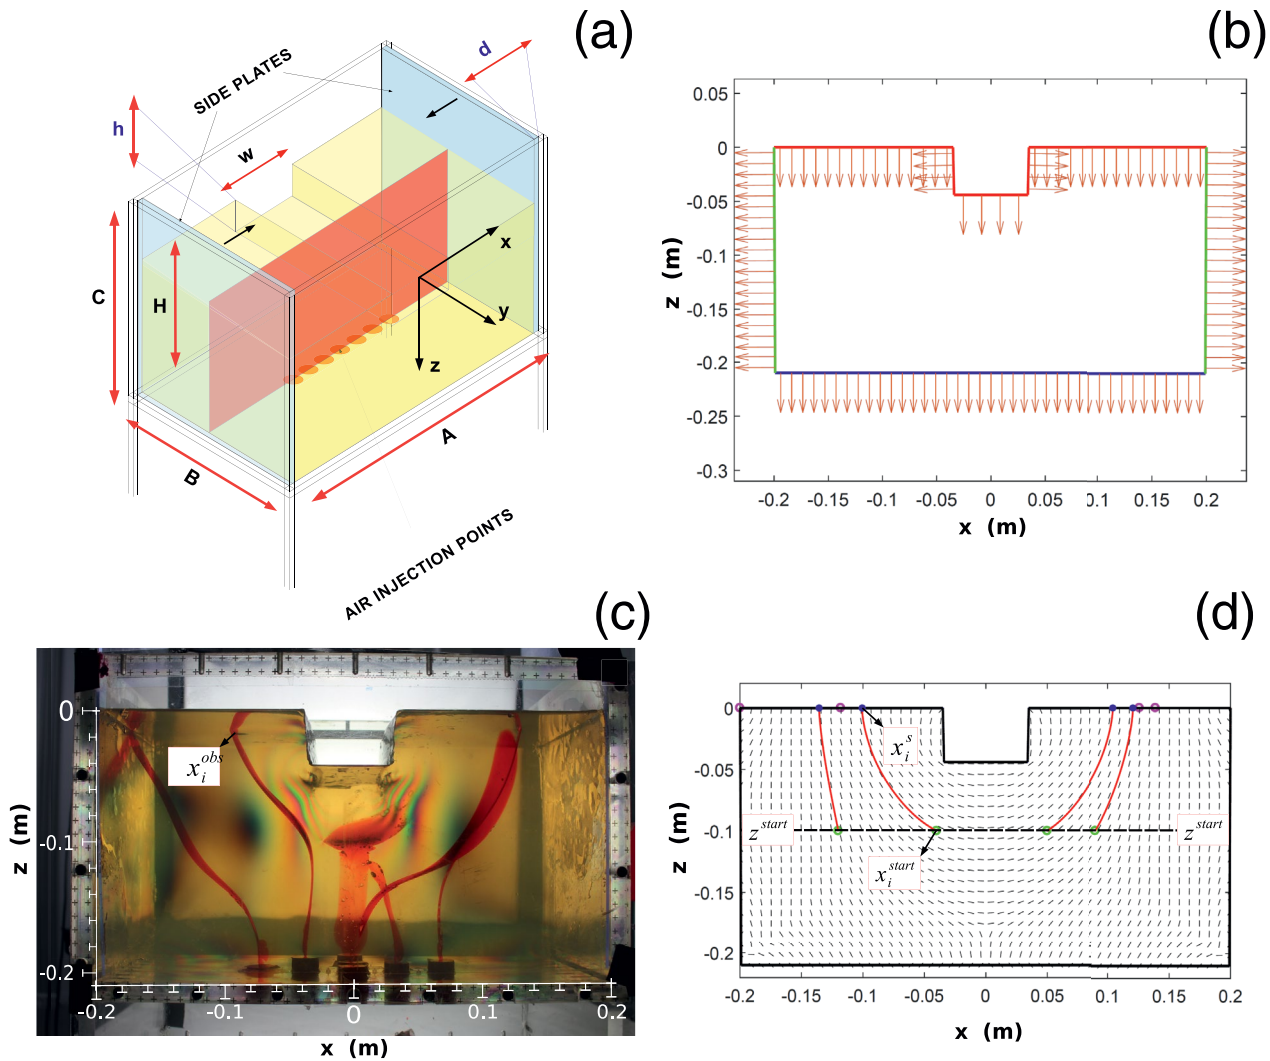 (a)
SIDE PLATES
d
h
w
x
y
z
C
H
A
B
AIR INJECTION POINTS
(b)
0.05
0
-0.05
-0.1
-0.15
-0.2
-0.25
-0.3
z (m)
-0.2 -0.15 -0.1 -0.05 0 0.05 0.1 0.15 0.2
x (m)
(c)
0
-0.1
-0.2
z (m)
x_i^obs
-0.2 -0.1 0 0.1 0.2
x (m)
(d)
0
-0.05
-0.1
-0.15
-0.2
z (m)
x_i^s
z^start z^start
x_i^start
-0.2 -0.15 -0.1 -0.05 0 0.05 0.1 0.15 0.2
x (m)